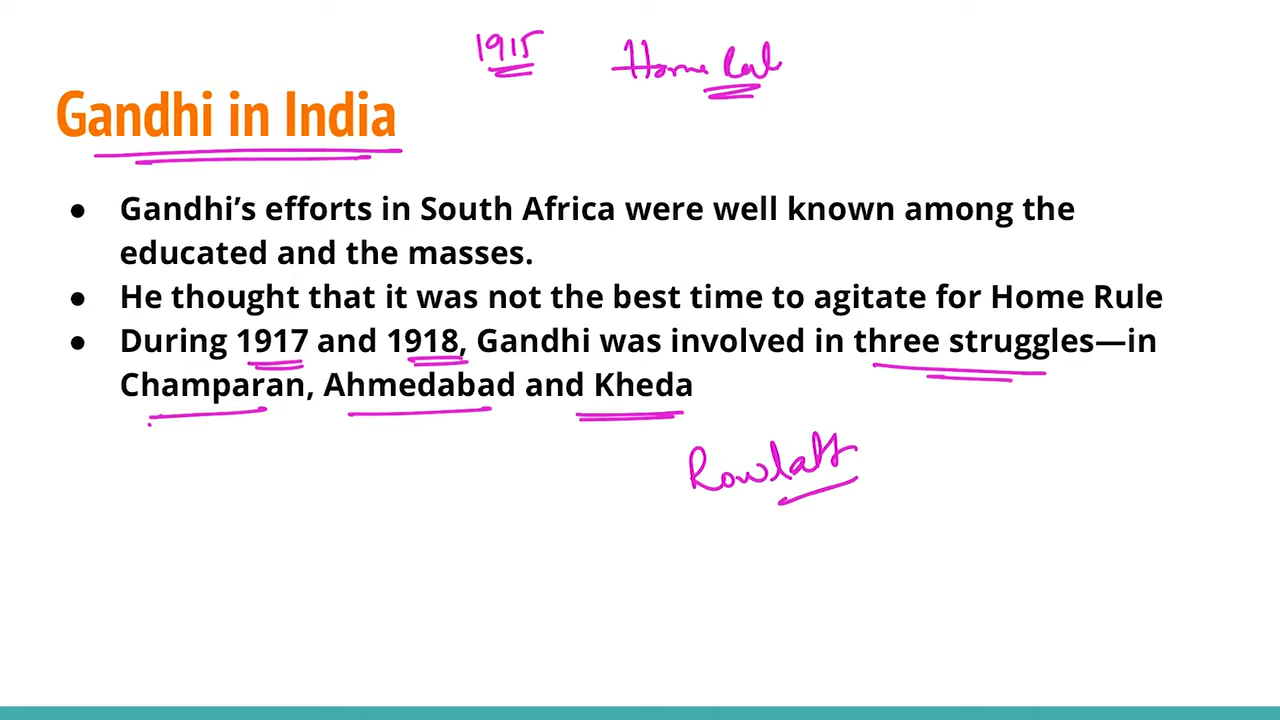 1915 Home Rule
Gandhi in India
● Gandhi’s efforts in South Africa were well known among the
educated and the masses.
● He thought that it was not the best time to agitate for Home Rule
● During 1917 and 1918, Gandhi was involved in three struggles—in
Champaran, Ahmedabad and Kheda
Rowlatt